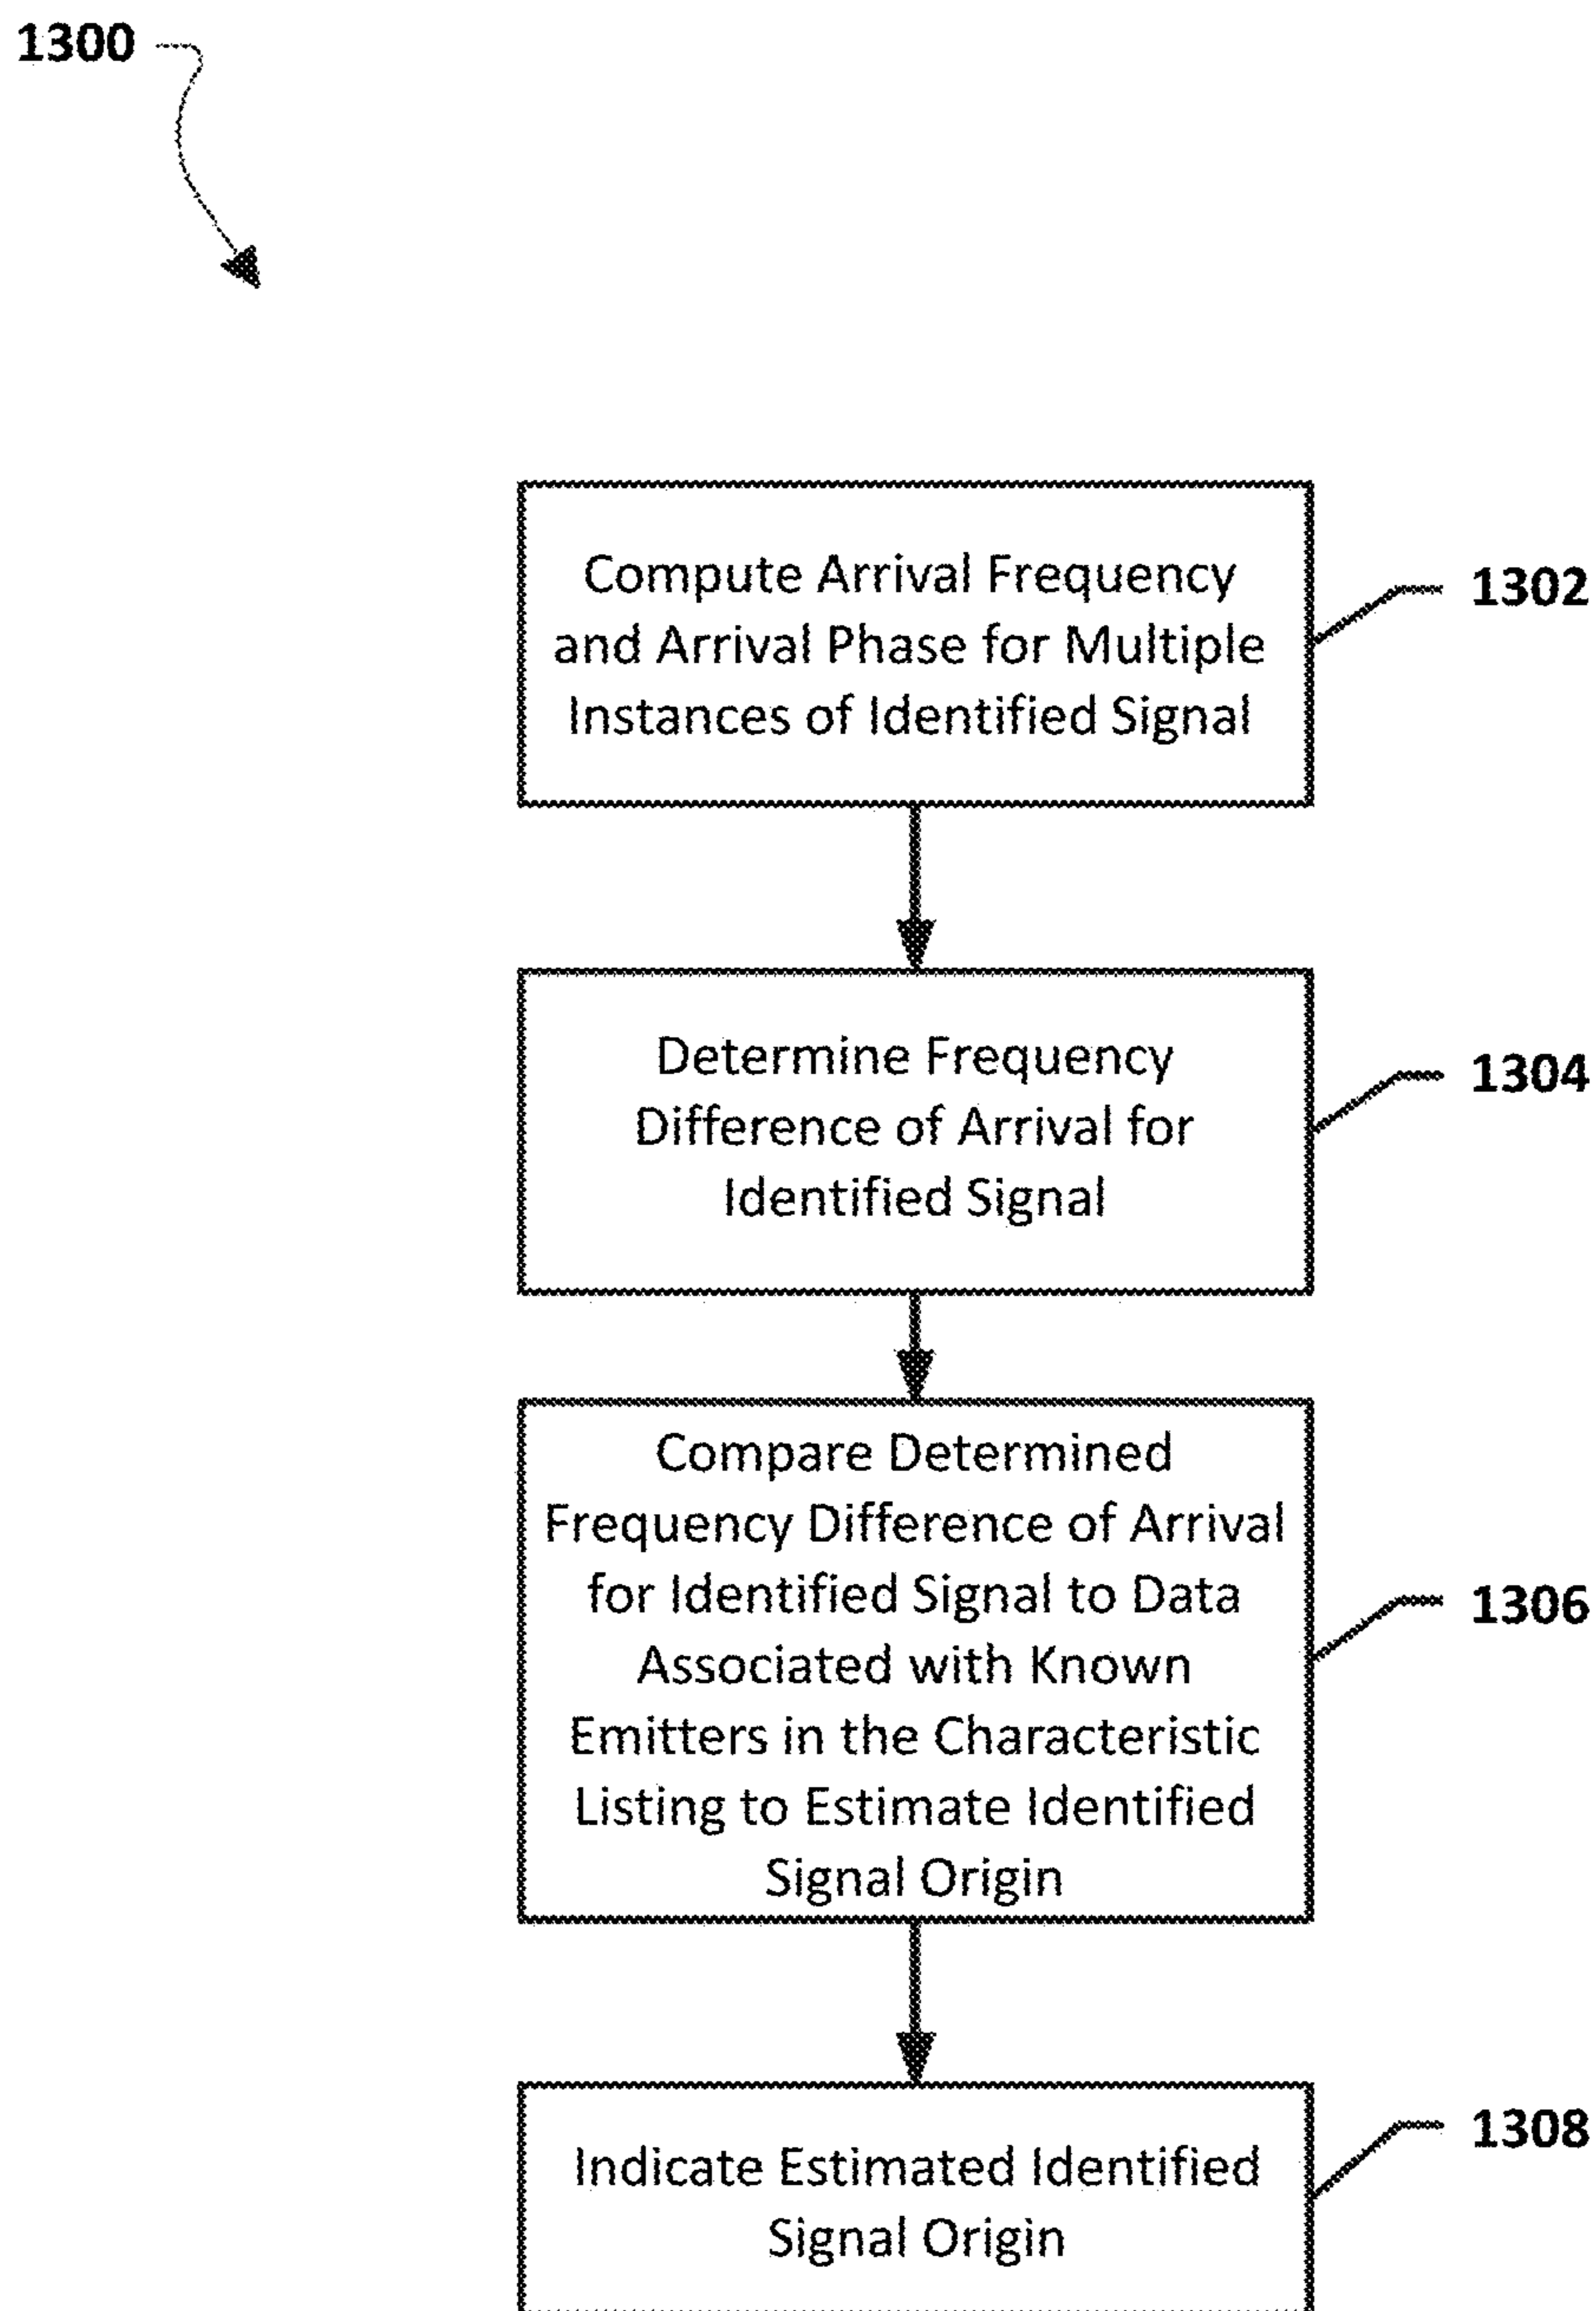 1300
Compute Arrival Frequency
and Arrival Phase for Multiple
Instances of Identified Signal
1302
Determine Frequency
Difference of Arrival for
Identified Signal
1304
Compare Determined
Frequency Difference of Arrival
for Identified Signal to Data
Associated with Known
Emitters in the Characteristic
Listing to Estimate Identified
Signal Origin
1306
Indicate Estimated Identified
Signal Origin
1308